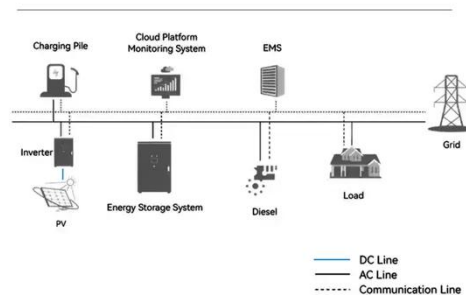 Charging Pile
Cloud Platform
Monitoring System
EMS
Grid
Inverter
PV
Energy Storage System
Diesel
Load
DC Line
AC Line
Communication Line